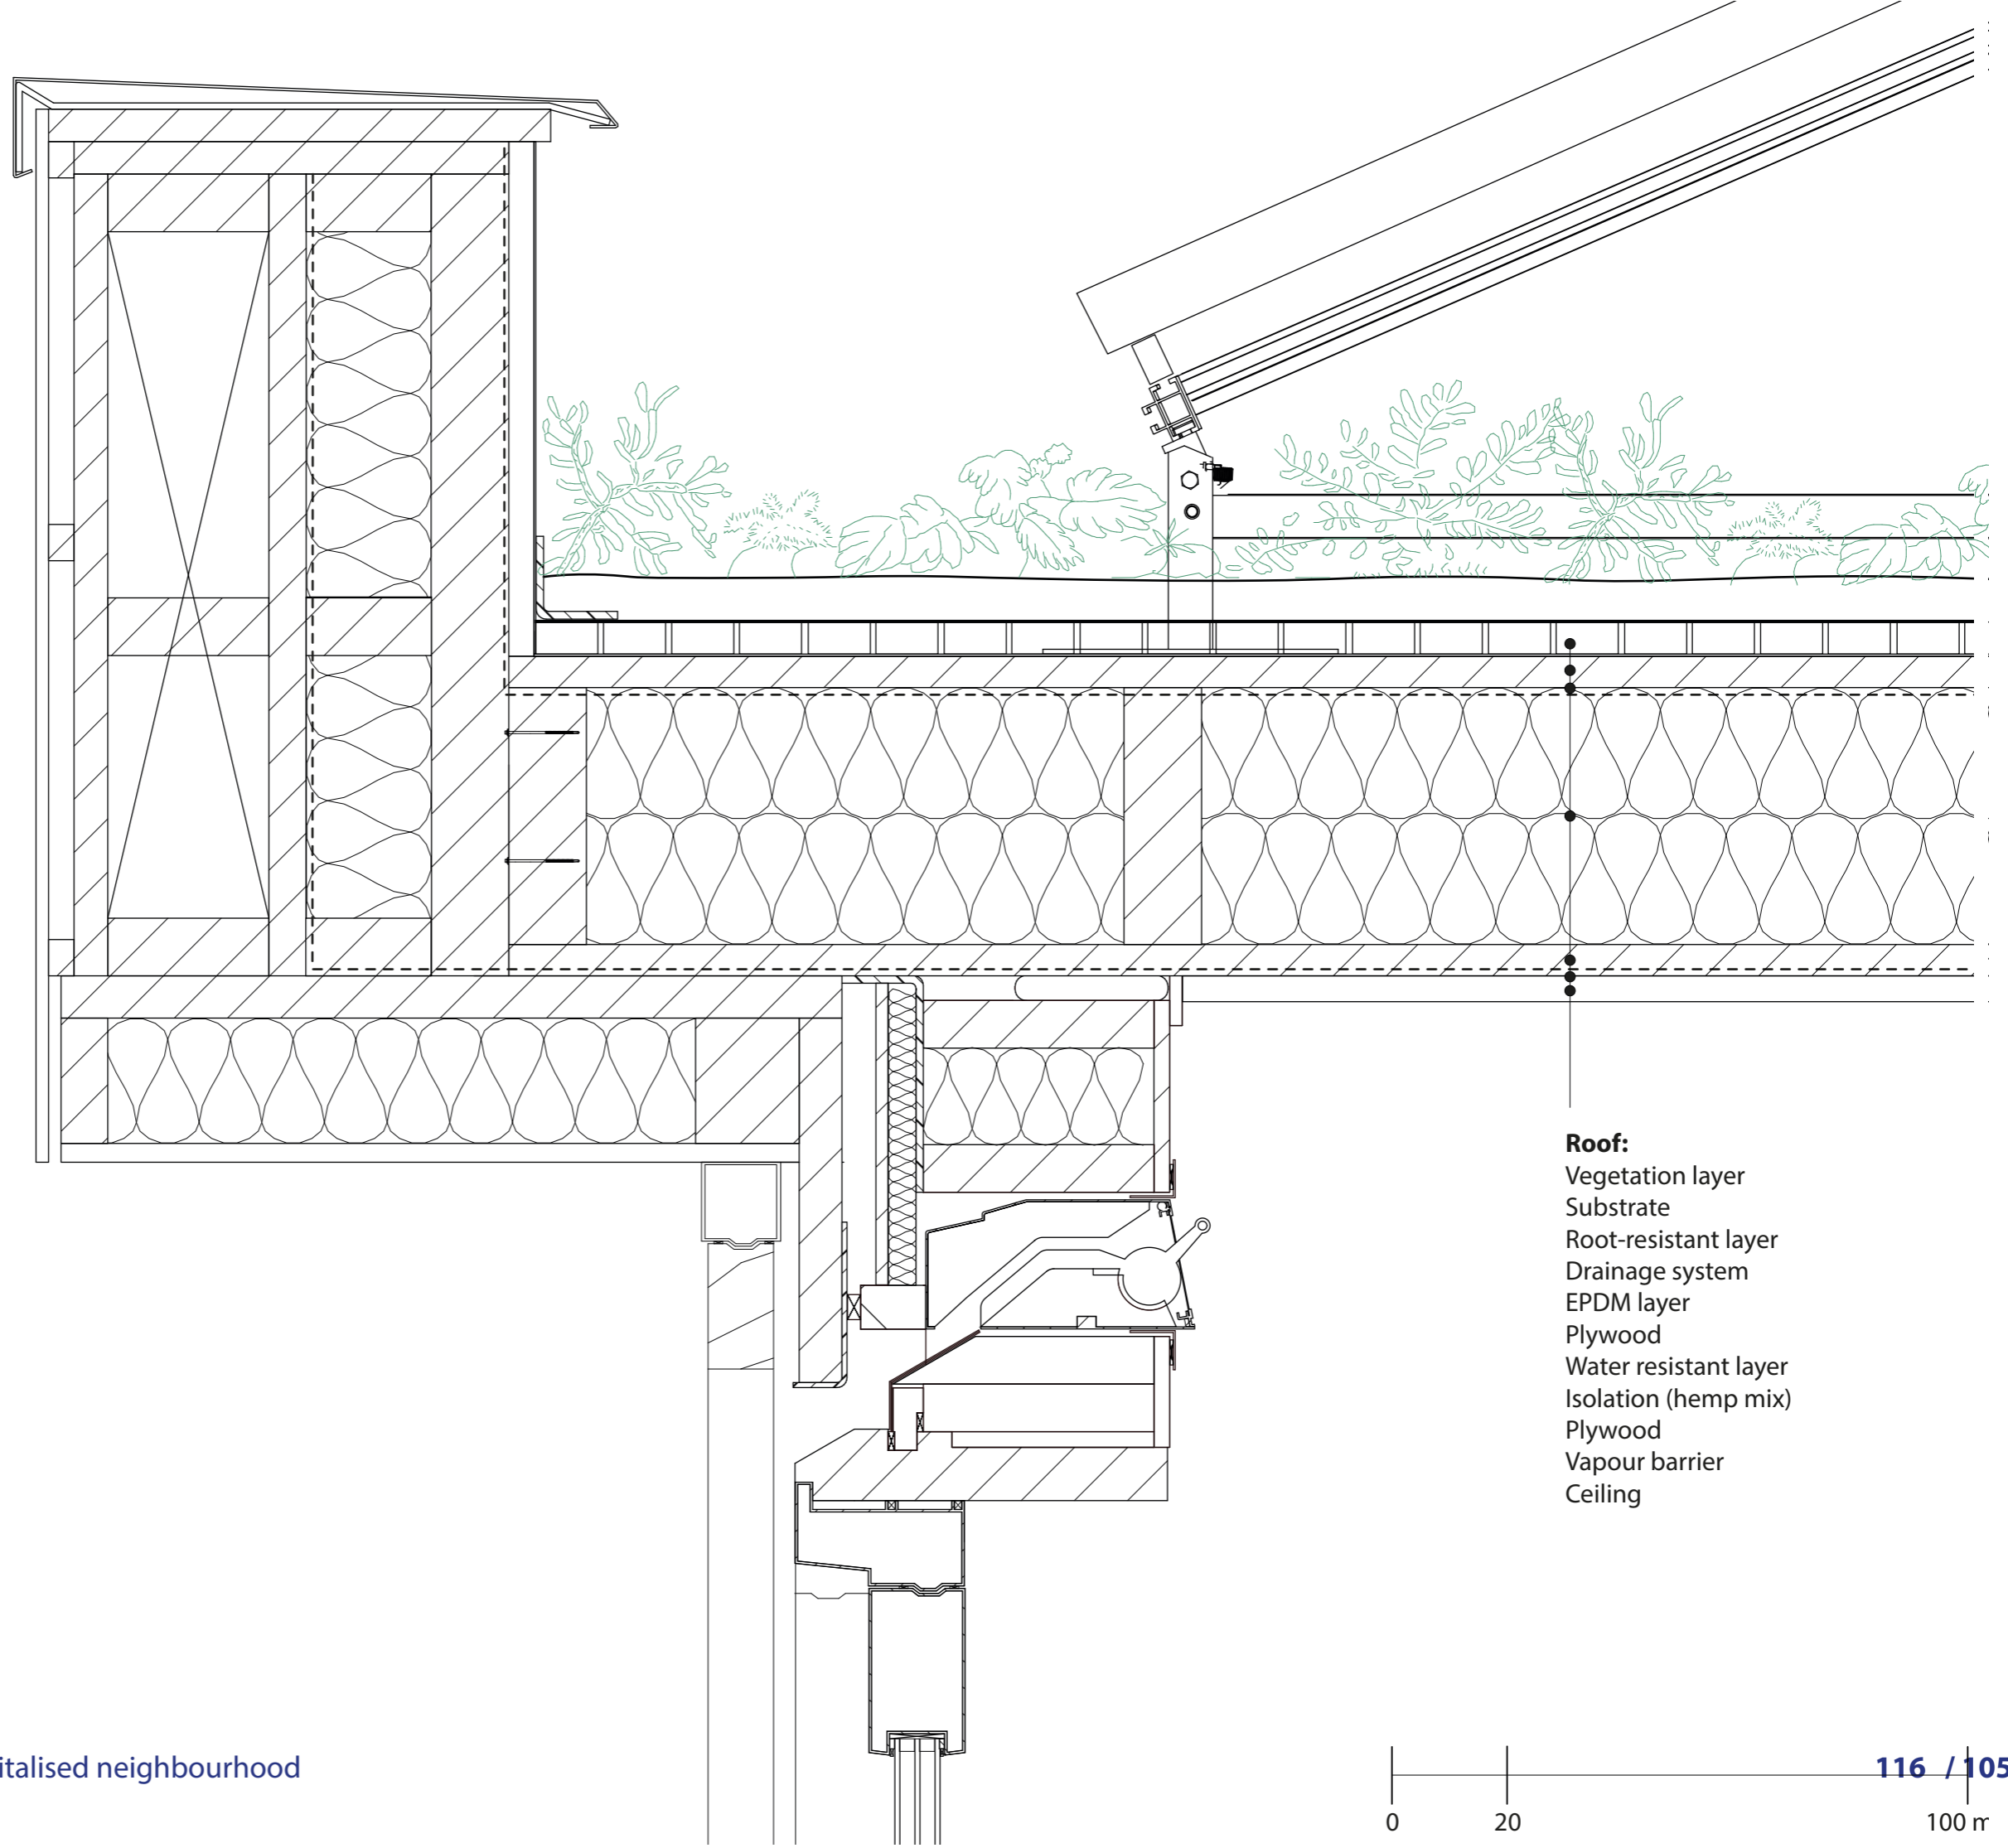 Roof:
Vegetation layer
Substrate
Root-resistant layer
Drainage system
EPDM layer
Plywood
Water resistant layer
Isolation (hemp mix)
Plywood
Vapour barrier
Ceiling
italised neighbourhood
116 / 105
0 20 100 m